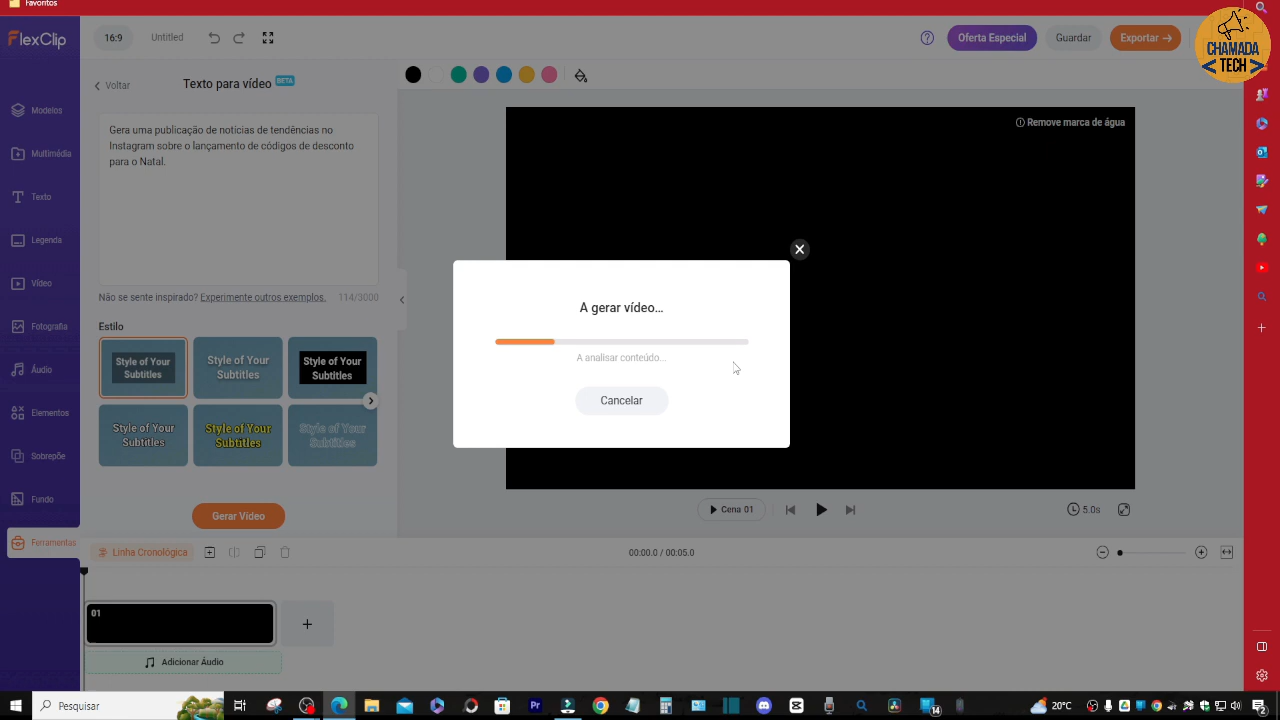 Favoritos
FlexClip
16:9
Untitled
Oferta Especial
Guardar
Exportar →
CHAMADA
< TECH >
Voltar
Texto para vídeo
BETA
Modelos
Multimédia
Texto
Legenda
Vídeo
Fotografia
Áudio
Elementos
Sobrepõe
Fundo
Ferramentas
Gera uma publicação de notícias de tendências no
Instagram sobre o lançamento de códigos de desconto
para o Natal.
Não se sente inspirado? Experimente outros exemplos.
114/3000
Estilo
Style of Your
Subtitles
Style of Your
Subtitles
Style of Your
Subtitles
Style of Your
Subtitles
Style of Your
Subtitles
Style of Your
Subtitles
Gerar Vídeo
Remove marca de água
A gerar vídeo...
A analisar conteúdo...
Cancelar
Cena 01
5.0s
Linha Cronológica
00:00.0 / 00:05.0
01
Adicionar Áudio
Pesquisar
20°C